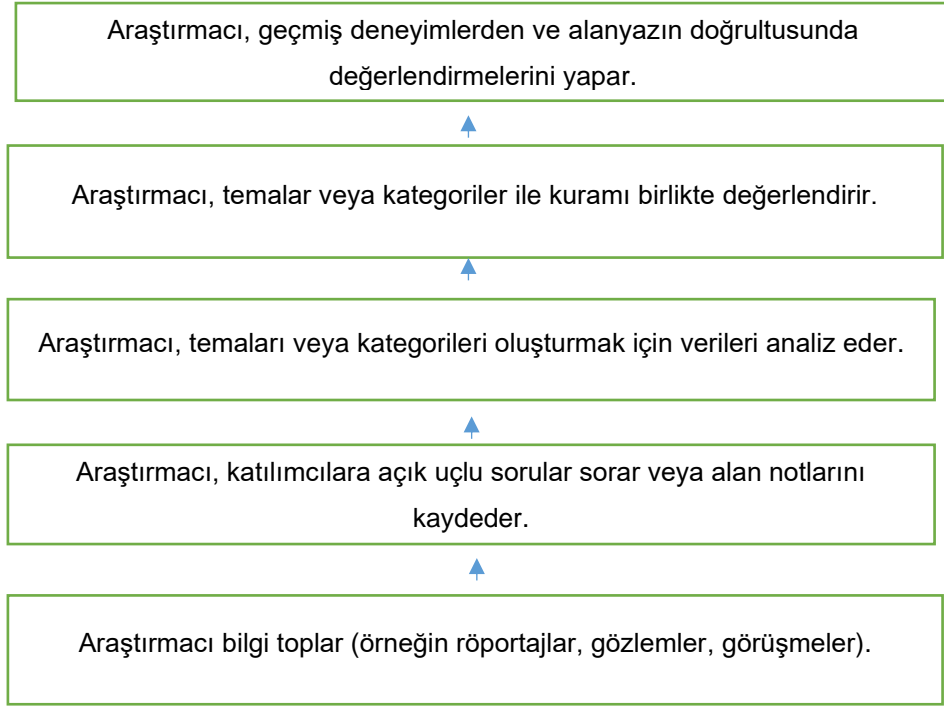 Araştırmacı, geçmiş deneyimlerden ve alanyazın doğrultusunda
değerlendirmelerini yapar.
Araştırmacı, temalar veya kategoriler ile kuramı birlikte değerlendirir.
Araştırmacı, temaları veya kategorileri oluşturmak için verileri analiz eder.
Araştırmacı, katılımcılara açık uçlu sorular sorar veya alan notlarını
kaydeder.
Araştırmacı bilgi toplar (örneğin röportajlar, gözlemler, görüşmeler).